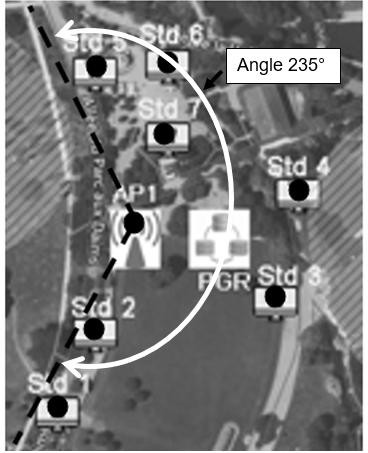 Std 6
Std 5
Angle 235°
Std 7
Std 4
AP1
PGR
Std 3
Std 2
Std 1